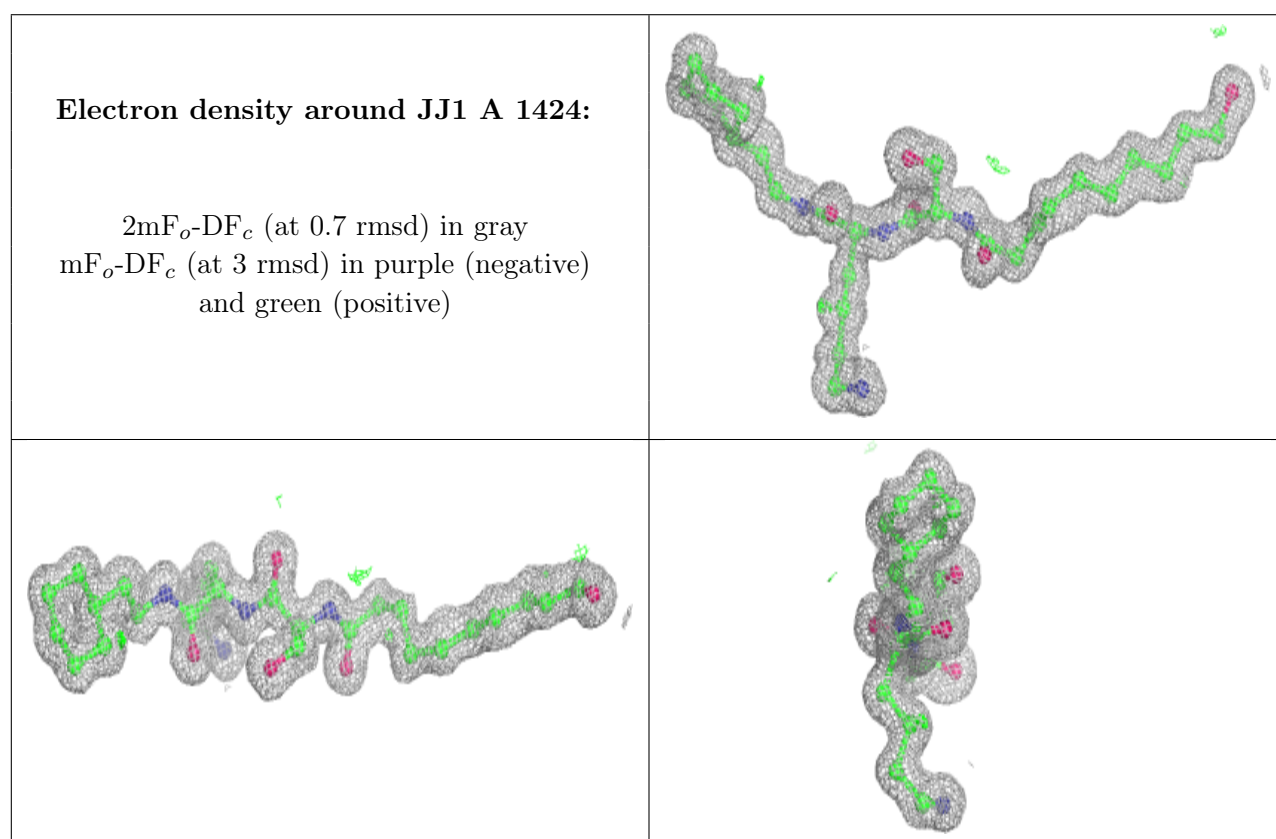 Electron density around JJ1 A 1424:
2mFo-DFc (at 0.7 rmsd) in gray
mFo-DFc (at 3 rmsd) in purple (negative)
and green (positive)